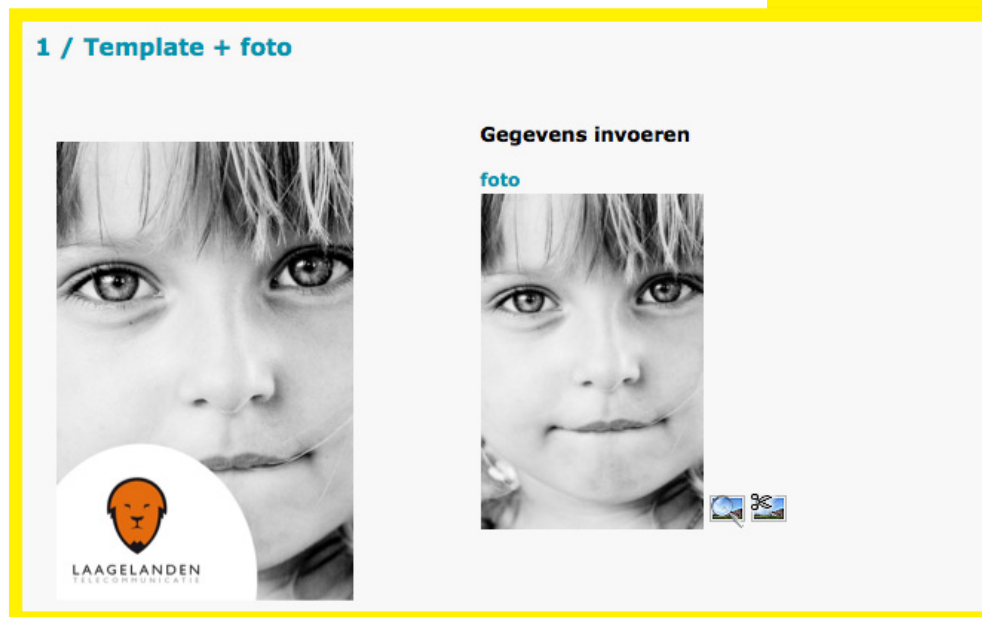 1 / Template + foto
Gegevens invoeren
foto
LAAGELANDEN
TELECOMMUNICATIE